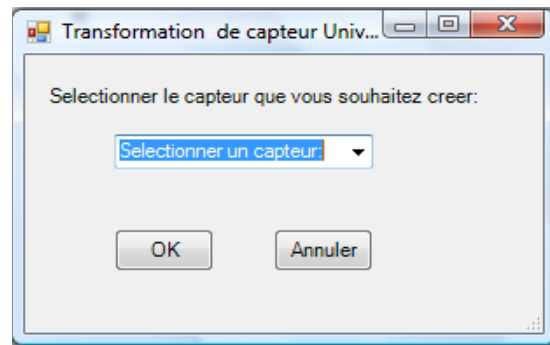 Transformation de capteur Univ...
Selectionner le capteur que vous souhaitez creer:
Selectionner un capteur:
OK Annuler